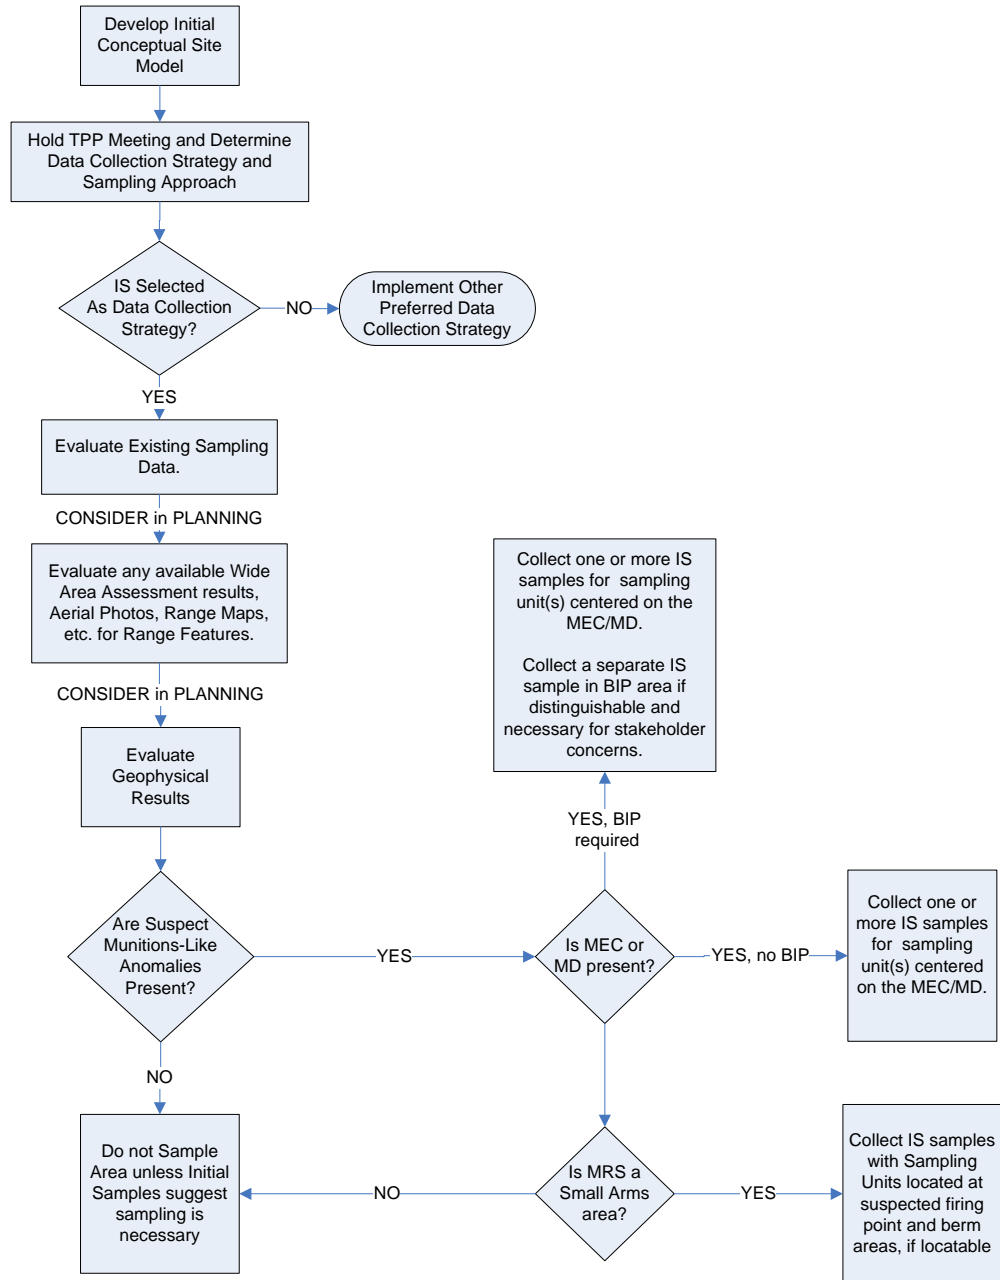 Develop Initial
Conceptual Site
Model
Hold TPP Meeting and Determine
Data Collection Strategy and
Sampling Approach
IS Selected
As Data Collection
Strategy?
NO
Implement Other
Preferred Data
Collection Strategy
YES
Evaluate Existing Sampling
Data.
CONSIDER in PLANNING
Evaluate any available Wide
Area Assessment results,
Aerial Photos, Range Maps,
etc. for Range Features.
CONSIDER in PLANNING
Evaluate
Geophysical
Results
Are Suspect
Munitions-Like
Anomalies
Present?
YES
Is MEC or
MD present?
YES, BIP
required
Collect one or more IS
samples for sampling
unit(s) centered on the
MEC/MD.
Collect a separate IS
sample in BIP area if
distinguishable and
necessary for stakeholder
concerns.
YES, no BIP
Collect one or
more IS samples
for sampling
unit(s) centered
on the MEC/MD.
NO
Do not Sample
Area unless Initial
Samples suggest
sampling is
necessary
NO
Is MRS a
Small Arms
area?
YES
Collect IS samples
with Sampling
Units located at
suspected firing
point and berm
areas, if locatable